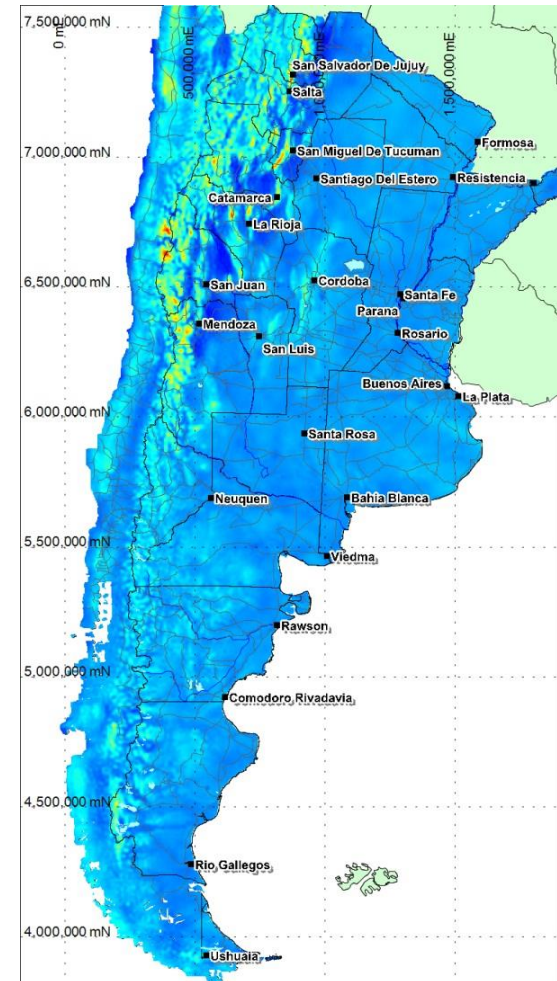 7,500,000 mN
0 mE
500,000 mE
1,000,000 mE
1,500,000 mE
San Salvador De Jujuy
Salta
Formosa
7,000,000 mN
San Miguel De Tucuman
Resistencia
Santiago Del Estero
Catamarca
La Rioja
6,500,000 mN
San Juan
Cordoba
Santa Fe
Parana
Mendoza
Rosario
San Luis
Buenos Aires
La Plata
6,000,000 mN
Santa Rosa
Neuquen
Bahia Blanca
5,500,000 mN
Viedma
Rawson
5,000,000 mN
Comodoro Rivadavia
4,500,000 mN
Rio Gallegos
4,000,000 mN
Ushuaia